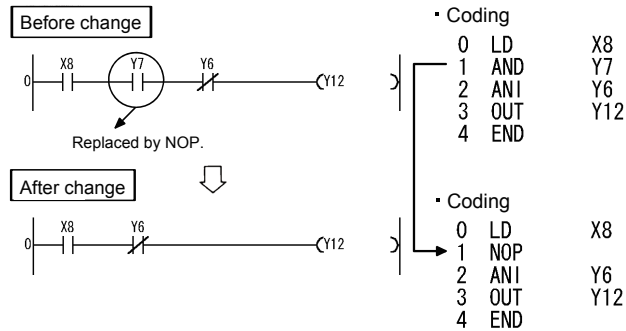 Before change
X8 Y7 Y6
0 Y12
Replaced by NOP.
After change
X8 Y6
0 Y12
▪ Coding
0 LD X8
1 AND Y7
2 ANI Y6
3 OUT Y12
4 END
▪ Coding
0 LD X8
1 NOP
2 ANI Y6
3 OUT Y12
4 END